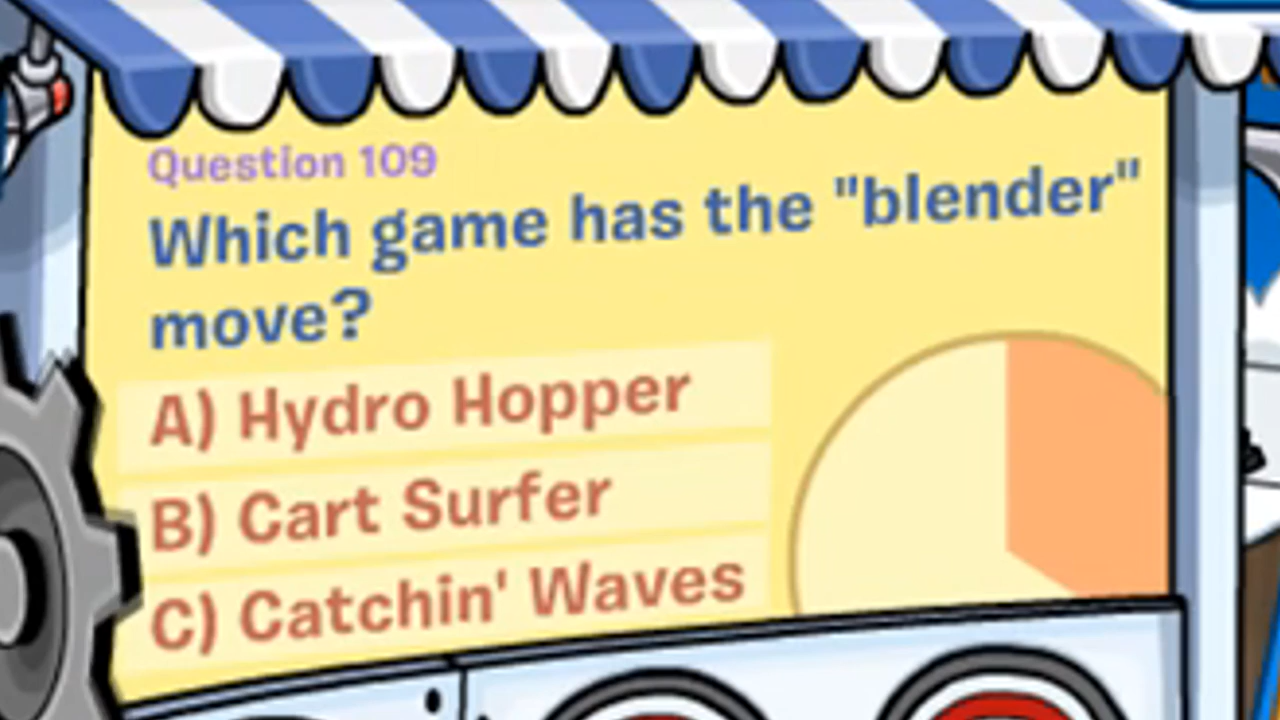 Question 109
Which game has the "blender"
move?
A) Hydro Hopper
B) Cart Surfer
C) Catchin' Waves